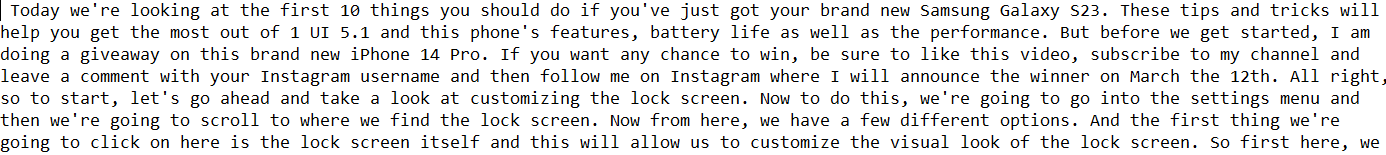 Today we're looking at the first 10 things you should do if you've just got your brand new Samsung Galaxy S23. These tips and tricks will
help you get the most out of 1 UI 5.1 and this phone's features, battery life as well as the performance. But before we get started, I am
doing a giveaway on this brand new iPhone 14 Pro. If you want any chance to win, be sure to like this video, subscribe to my channel and
leave a comment with your Instagram username and then follow me on Instagram where I will announce the winner on March the 12th. All right,
so to start, let's go ahead and take a look at customizing the lock screen. Now to do this, we're going to go into the settings menu and
then we're going to scroll to where we find the lock screen. Now from here, we have a few different options. And the first thing we're
going to click on here is the lock screen itself and this will allow us to customize the visual look of the lock screen. So first here, we